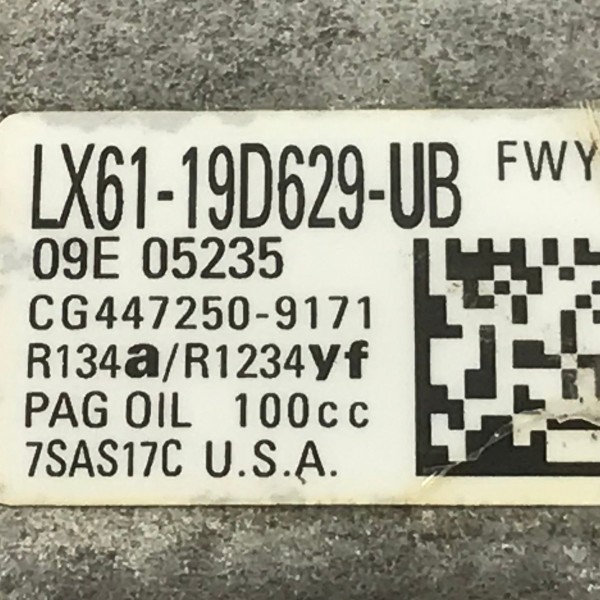 LX61-19D629-UB FWY
09E 05235
CG447250-9171
R134a/R1234yf
PAG OIL 100cc
7SAS17C U.S.A.